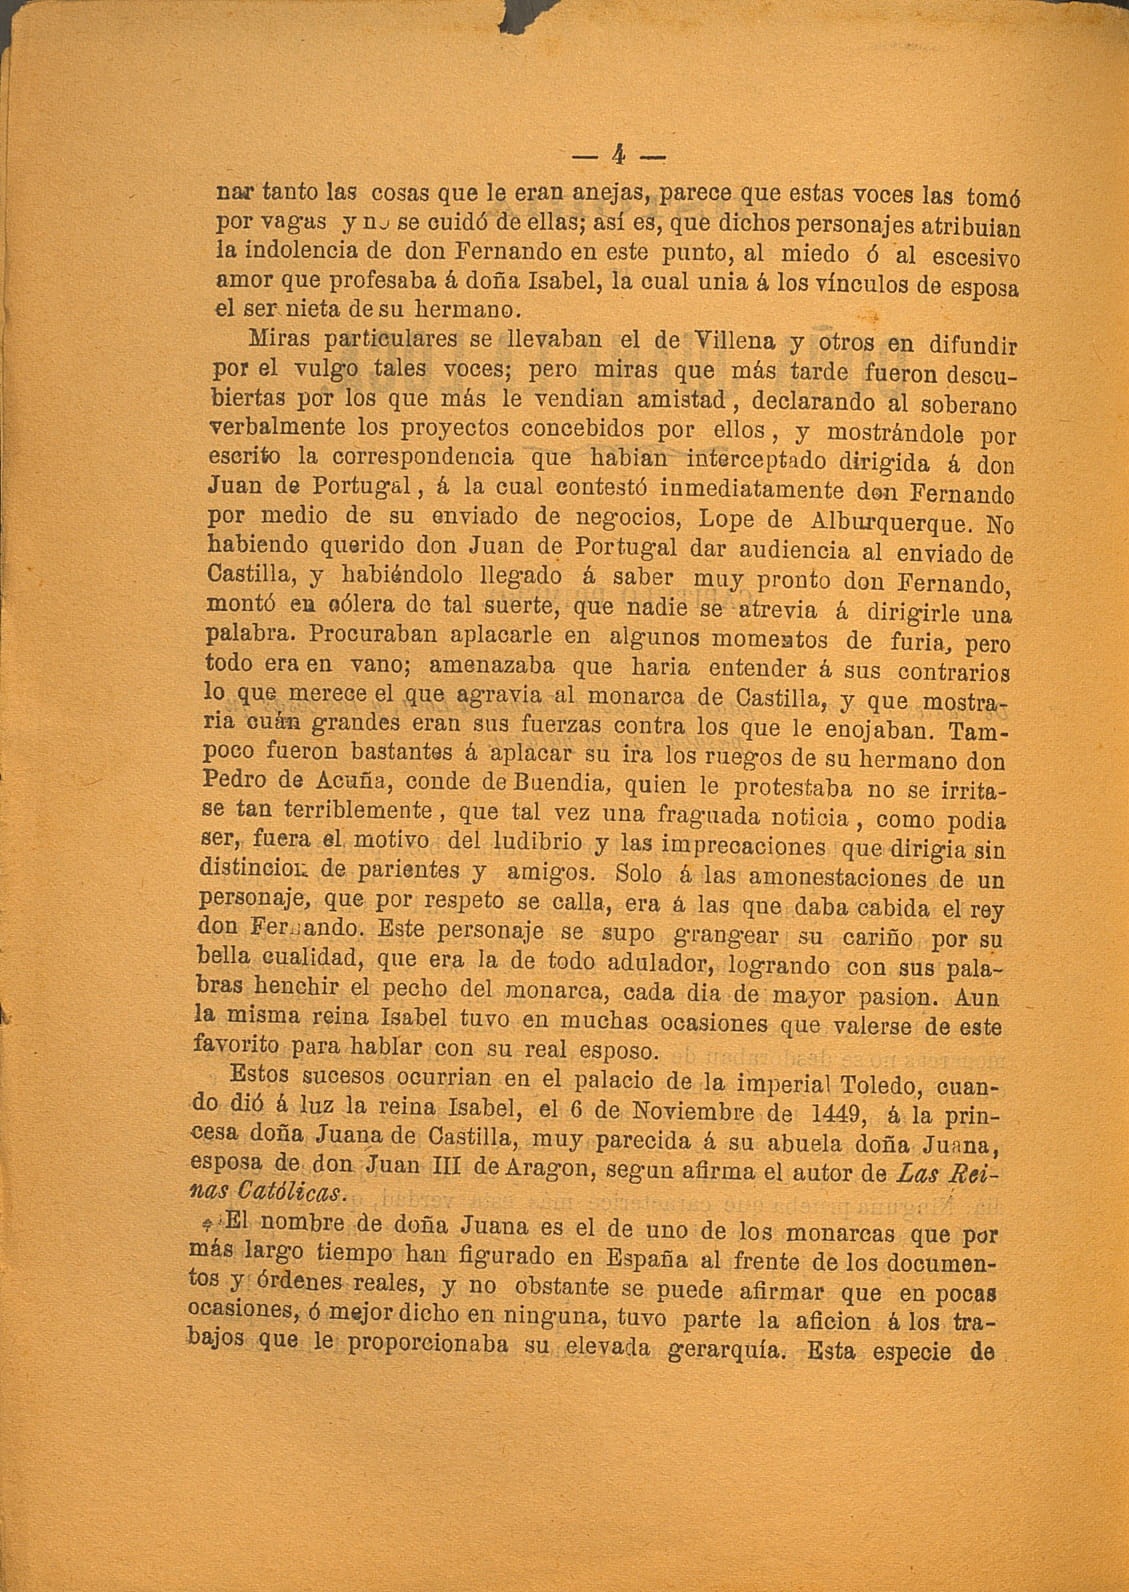 — 4 —
nar tanto las cosas que le eran anejas, parece que estas voces las tomó
por vagas y no se cuidó de ellas; así es, que dichos personajes atribuian
la indolencia de don Fernando en este punto, al miedo ó al escesivo
amor que profesaba á doña Isabel, la cual unia á los vínculos de esposa
el ser nieta de su hermano.
Miras particulares se llevaban el de Villena y otros en difundir
por el vulgo tales voces; pero miras que más tarde fueron descu-
biertas por los que más le vendian amistad, declarando al soberano
verbalmente los proyectos concebidos por ellos, y mostrándole por
escrito la correspondencia que habian interceptado dirigida á don
Juan de Portugal, á la cual contestó inmediatamente don Fernando
por medio de su enviado de negocios, Lope de Alburquerque. No
habiendo querido don Juan de Portugal dar audiencia al enviado de
Castilla, y habiéndolo llegado á saber muy pronto don Fernando,
montó en cólera de tal suerte, que nadie se atrevia á dirigirle una
palabra. Procuraban aplacarle en algunos momentos de furia, pero
todo era en vano; amenazaba que haria entender á sus contrarios
lo que merece el que agravia al monarca de Castilla, y que mostra-
ria cuán grandes eran sus fuerzas contra los que le enojaban. Tam-
poco fueron bastantes á aplacar su ira los ruegos de su hermano don
Pedro de Acuña, conde de Buendia, quien le protestaba no se irrita-
se tan terriblemente, que tal vez una fraguada noticia, como podia
ser, fuera el motivo del ludibrio y las imprecaciones que dirigia sin
distincion de parientes y amigos. Solo á las amonestaciones de un
personaje, que por respeto se calla, era á las que daba cabida el rey
don Fernando. Este personaje se supo grangear su cariño por su
bella cualidad, que era la de todo adulador, logrando con sus pala-
bras henchir el pecho del monarca, cada dia de mayor pasion. Aun
la misma reina Isabel tuvo en muchas ocasiones que valerse de este
favorito para hablar con su real esposo.
Estos sucesos ocurrian en el palacio de la imperial Toledo, cuan-
do dió á luz la reina Isabel, el 6 de Noviembre de 1449, á la prin-
cesa doña Juana de Castilla, muy parecida á su abuela doña Juana,
esposa de don Juan III de Aragon, segun afirma el autor de Las Rei-
nas Católicas.
El nombre de doña Juana es el de uno de los monarcas que por
más largo tiempo han figurado en España al frente de los documen-
tos y órdenes reales, y no obstante se puede afirmar que en pocas
ocasiones, ó mejor dicho en ninguna, tuvo parte la aficion á los tra-
bajos que le proporcionaba su elevada gerarquía. Esta especie de